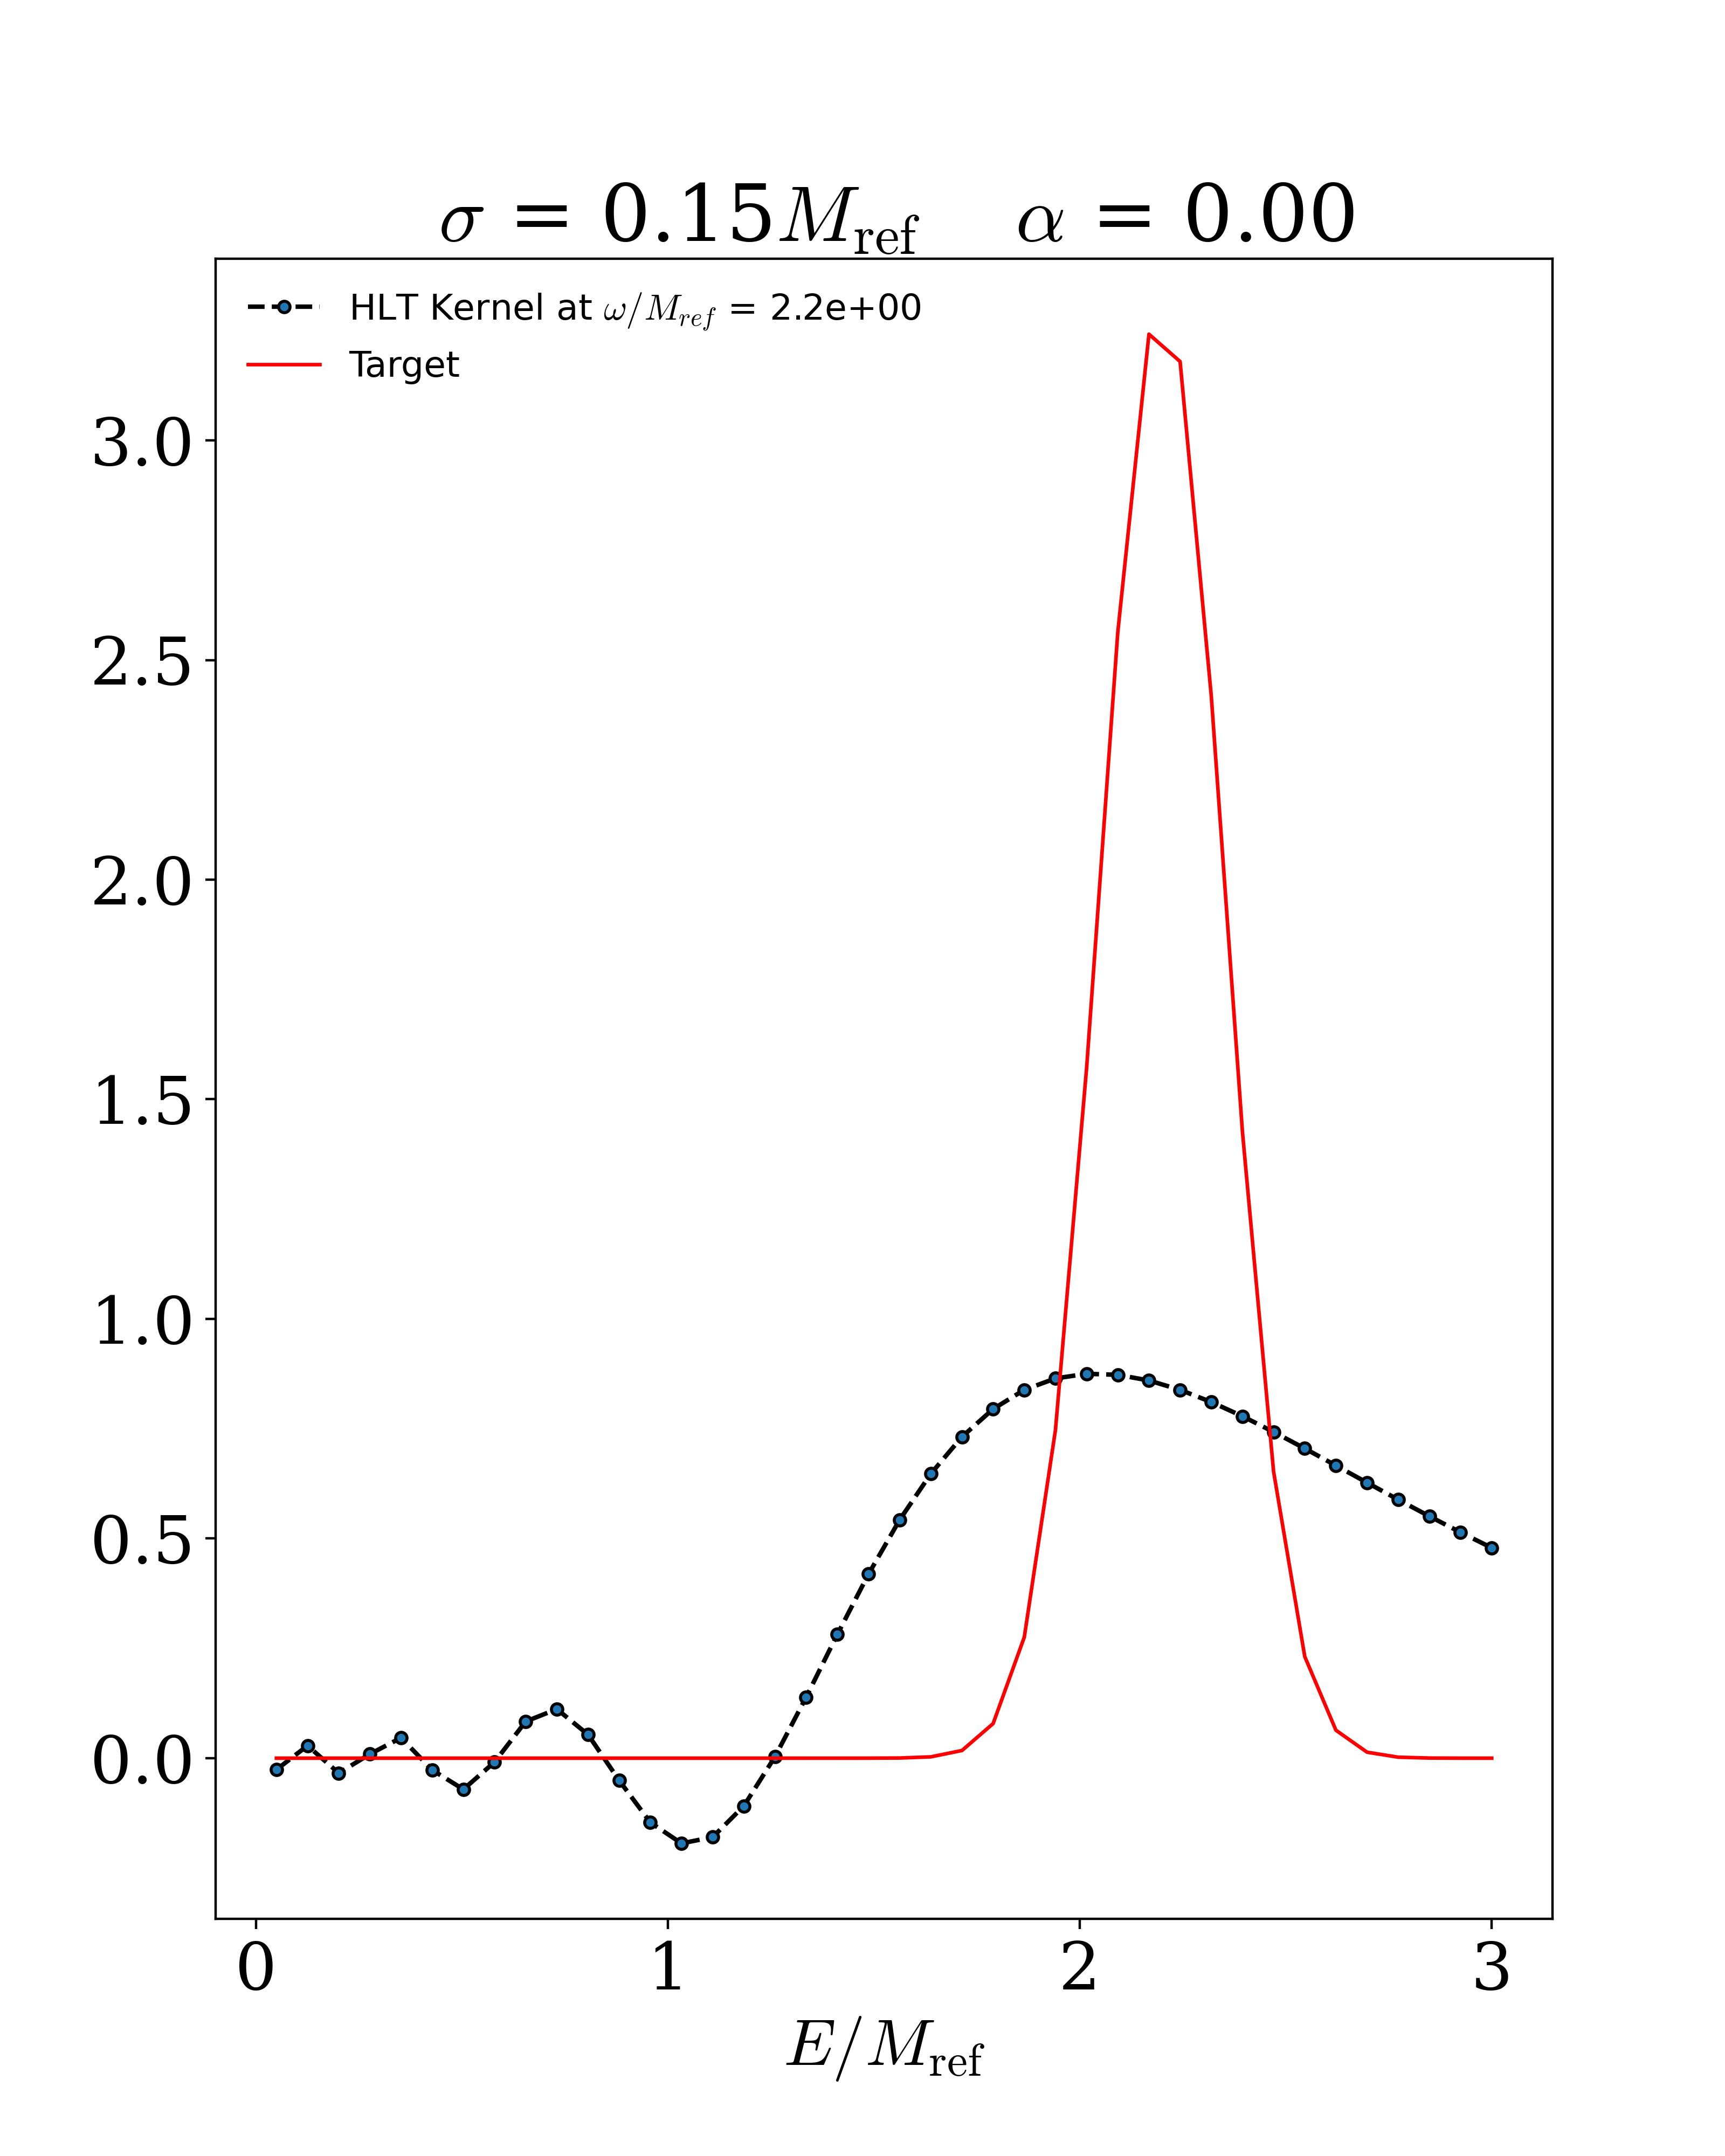 σ = 0.15M_ref α = 0.00
HLT Kernel at ω/M_ref = 2.2e+00
Target
3.0
2.5
2.0
1.5
1.0
0.5
0.0
0 1 2 3
E/M_ref